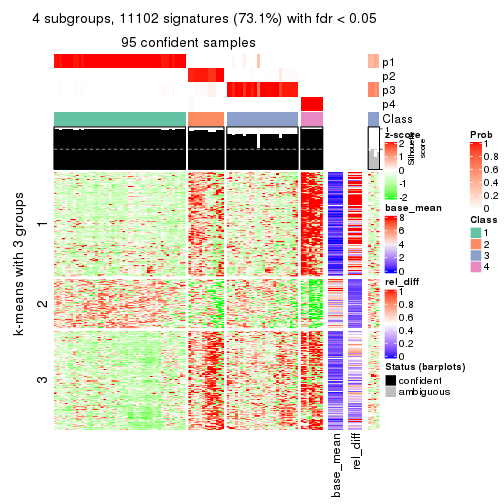 4 subgroups, 11102 signatures (73.1%) with fdr < 0.05
95 confident samples
p1
p2
p3
p4
Class
1
Silhouette
score
k-means with 3 groups
1
2
3
base_mean
rel_diff
z-score
2
1
0
-1
-2
base_mean
8
6
4
2
0
rel_diff
1
0.8
0.6
0.4
0.2
0
Status (barplots)
confident
ambiguous
Prob
1
0.8
0.6
0.4
0.2
0
Class
1
2
3
4